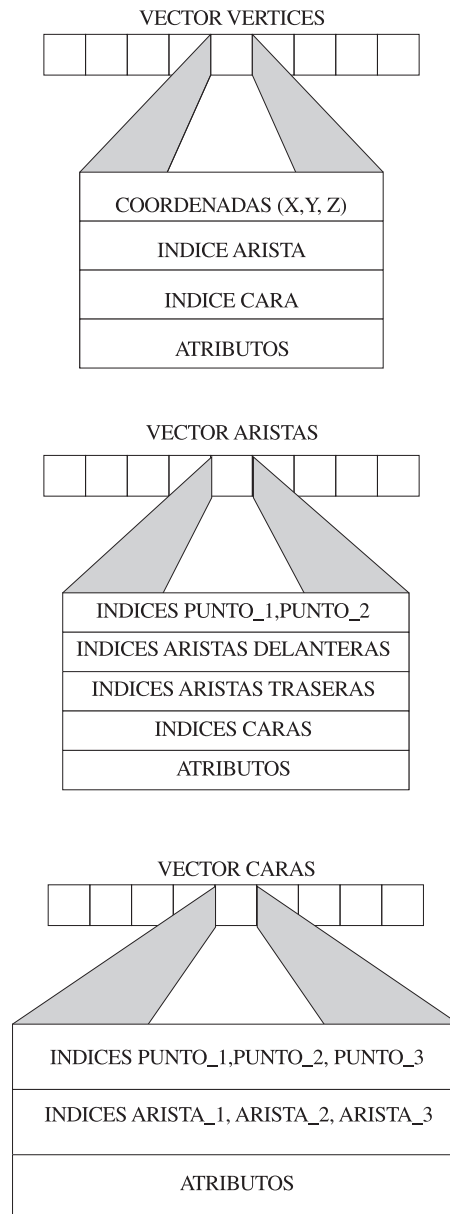 VECTOR VERTICES
COORDENADAS (X,Y, Z)
INDICE ARISTA
INDICE CARA
ATRIBUTOS
VECTOR ARISTAS
INDICES PUNTO_1,PUNTO_2
INDICES ARISTAS DELANTERAS
INDICES ARISTAS TRASERAS
INDICES CARAS
ATRIBUTOS
VECTOR CARAS
INDICES PUNTO_1,PUNTO_2, PUNTO_3
INDICES ARISTA_1, ARISTA_2, ARISTA_3
ATRIBUTOS